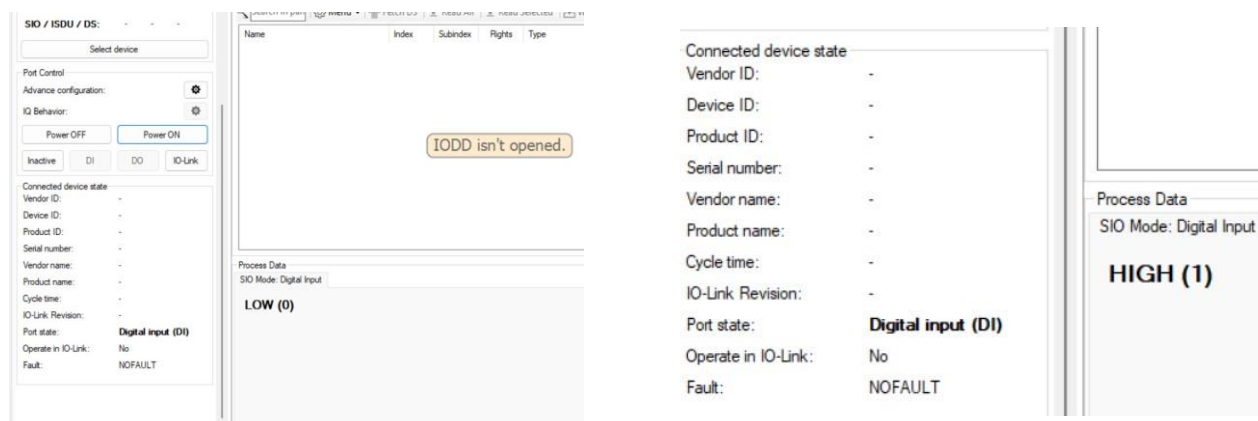 SIO / ISDU / DS: - - -
Select device
Port Control
Advance configuration:
IQ Behavior:
Power OFF Power ON
Inactive DI DO IO-Link
Connected device state
Vendor ID: -
Device ID: -
Product ID: -
Serial number: -
Vendor name: -
Product name: -
Cycle time: -
IO-Link Revision: -
Port state: Digital input (DI)
Operate in IO-Link: No
Fault: NOFAULT
Menu Read All Read Selected
Name Index Subindex Rights Type
IODD isn't opened.
Process Data
SIO Mode: Digital Input
LOW (0)
Connected device state
Vendor ID: -
Device ID: -
Product ID: -
Serial number: -
Vendor name: -
Product name: -
Cycle time: -
IO-Link Revision: -
Port state: Digital input (DI)
Operate in IO-Link: No
Fault: NOFAULT
Process Data
SIO Mode: Digital Input
HIGH (1)